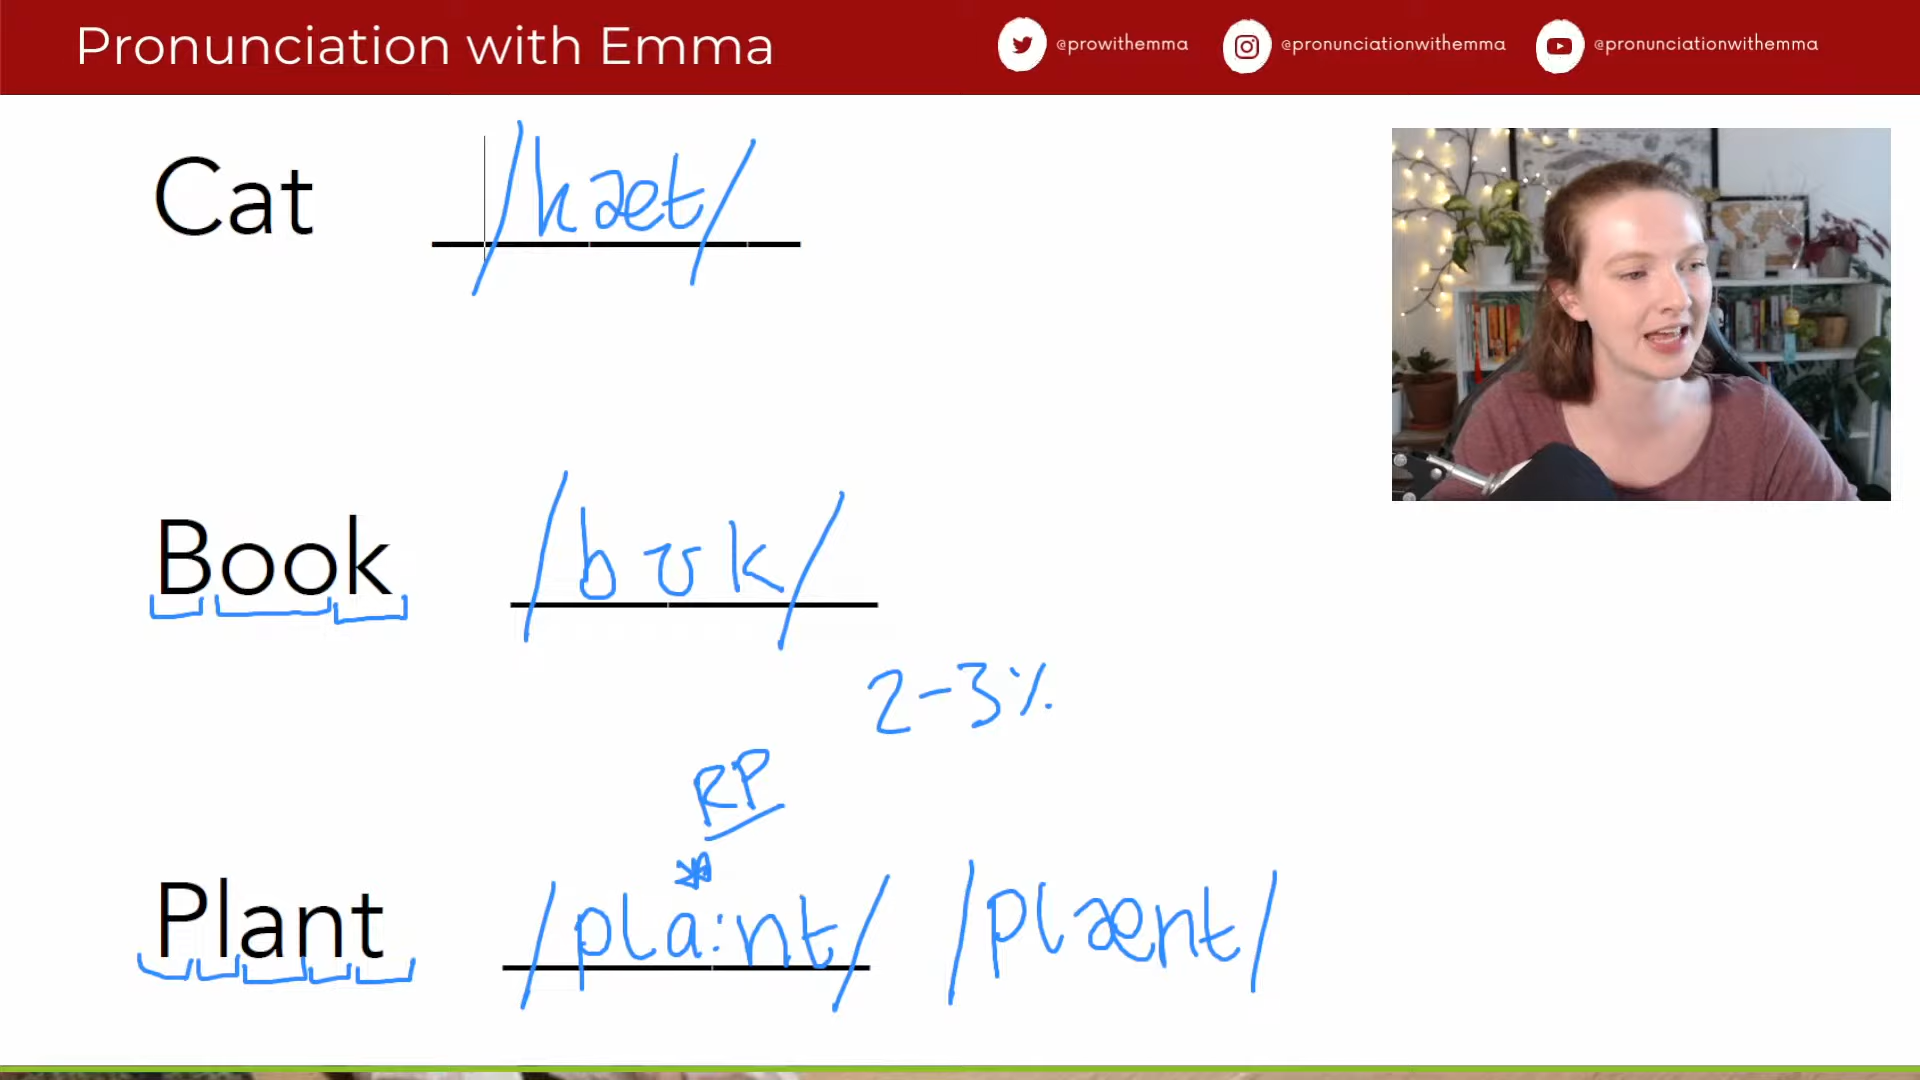 Pronunciation with Emma @prowithemma @pronunciationwithemma @pronunciationwithemma
Cat /kæt/
Book /bʊk/
2-3%
RP
*
Plant /plɑːnt/ /plænt/